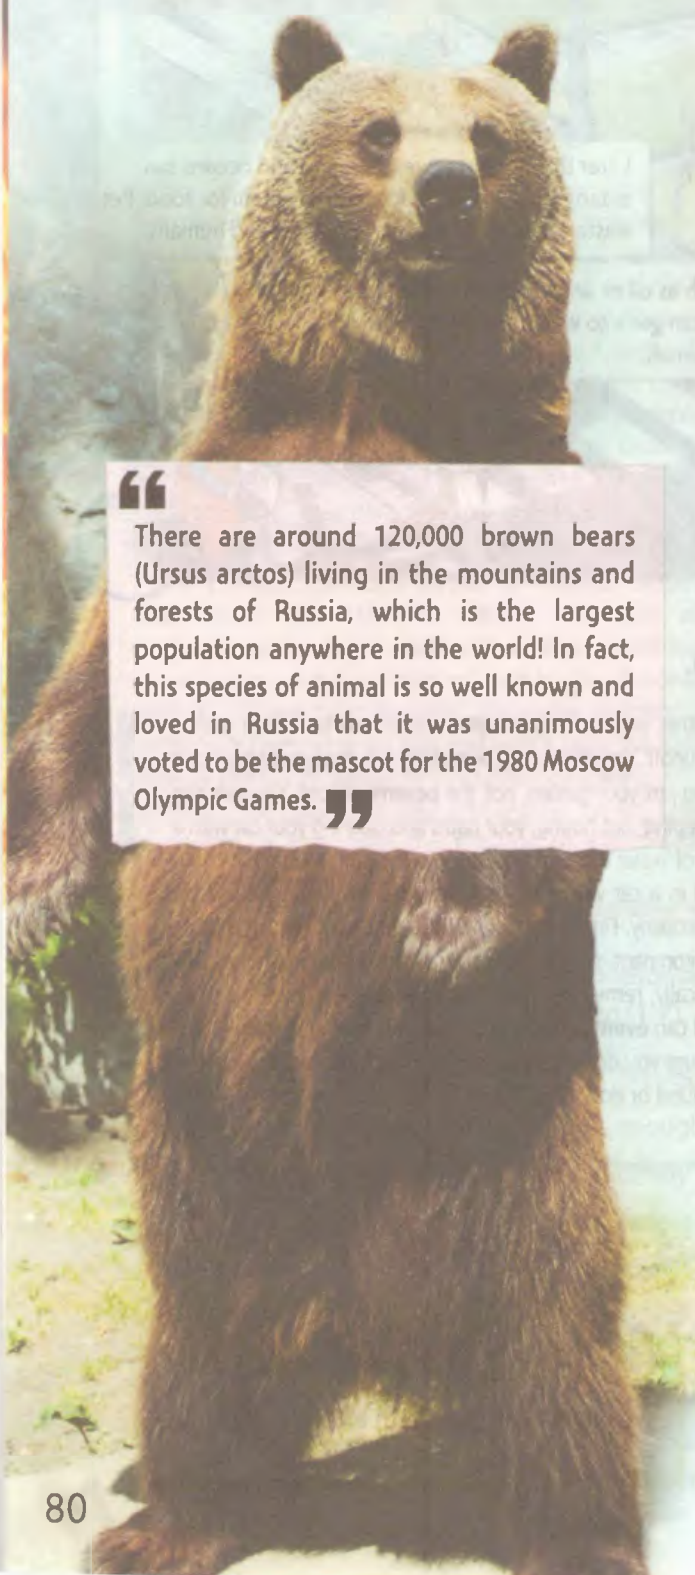 “
There are around 120,000 brown bears
(Ursus arctos) living in the mountains and
forests of Russia, which is the largest
population anywhere in the world! In fact,
this species of animal is so well known and
loved in Russia that it was unanimously
voted to be the mascot for the 1980 Moscow
Olympic Games. ”
80